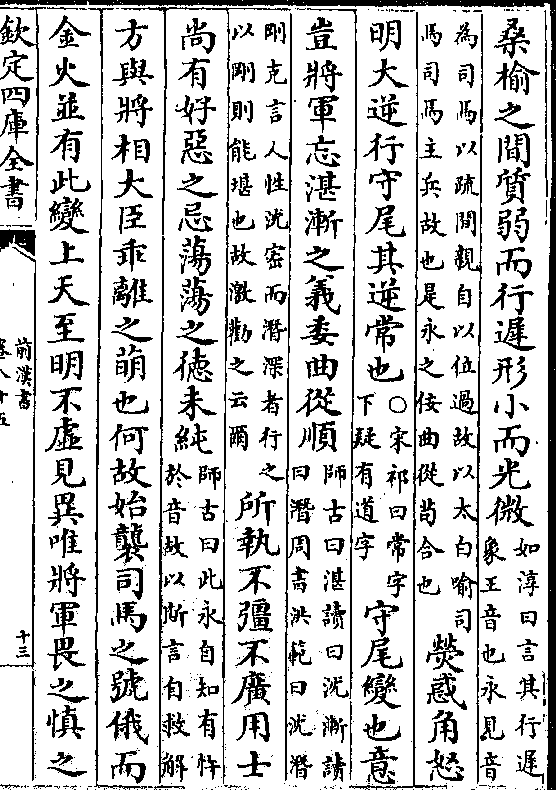 桑榆之間質弱而行遲形小而光微
如淳曰言其行遲
象王音也永見音
為司馬以疏間觀自以位過故以太白喻司
馬司馬主兵故也是永之佞曲從苟合也
熒惑角怒
明大逆行守尾其逆常也
○宋祁曰常字
下疑有道字
守尾變也意
豈將軍忘湛漸之義委曲從順
師古曰湛讀曰沈漸讀
曰潛周書洪範曰沈潛
剛克言人性沈密而潛深者行之
以剛則能堪也故激勸之云爾
所執不彊不廣用士
尚有好惡之忌蕩蕩之德未純
師古曰此永自知有忤
於音故以斯言自救解
方與將相大臣乖離之萌也何故始襲司馬之號俄而
金火並有此變上天至明不虛見異唯將軍畏之慎之
欽定四庫全書
前漢書
卷八十五
十三